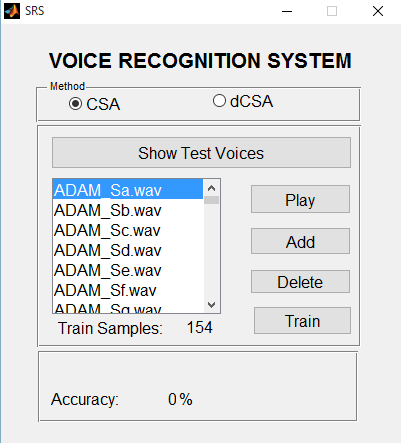 SRS
VOICE RECOGNITION SYSTEM
Method
CSA
dCSA
Show Test Voices
ADAM_Sa.wav
ADAM_Sb.wav
ADAM_Sc.wav
ADAM_Sd.wav
ADAM_Se.wav
ADAM_Sf.wav
ADAM_Sg.wav
Play
Add
Delete
Train
Train Samples: 154
Accuracy: 0 %